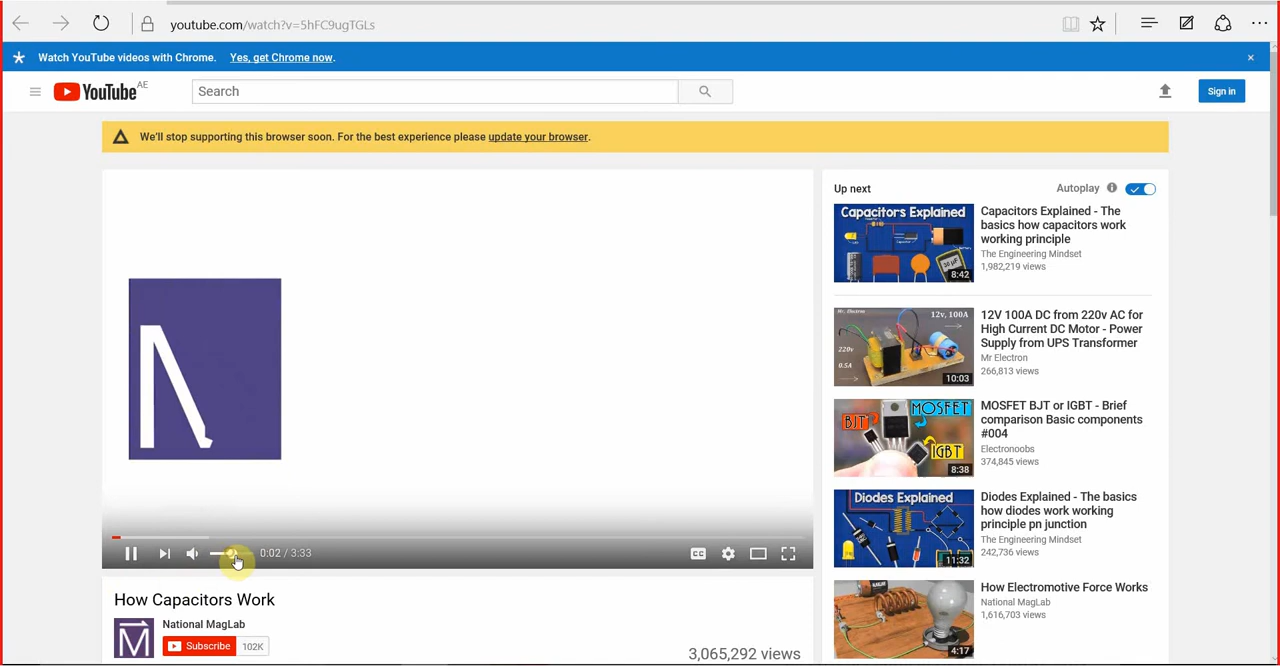 youtube.com/watch?v=5hFC9ugTGLs
Watch YouTube videos with Chrome. Yes, get Chrome now.
YouTube AE
Search
Sign in
We'll stop supporting this browser soon. For the best experience please update your browser.
Up next
Autoplay
Capacitors Explained
8:42
Capacitors Explained - The
basics how capacitors work
working principle
The Engineering Mindset
1,982,219 views
Mr. Electron
12v, 100A
220v
0.5A
10:03
12V 100A DC from 220v AC for
High Current DC Motor - Power
Supply from UPS Transformer
Mr Electron
266,813 views
BJT
MOSFET
IGBT
8:38
MOSFET BJT or IGBT - Brief
comparison Basic components
#004
Electronoobs
374,845 views
Diodes Explained
11:32
Diodes Explained - The basics
how diodes work working
principle pn junction
The Engineering Mindset
242,736 views
4:17
How Electromotive Force Works
National MagLab
1,616,703 views
0:02 / 3:33
CC
How Capacitors Work
National MagLab
Subscribe 102K
3,065,292 views